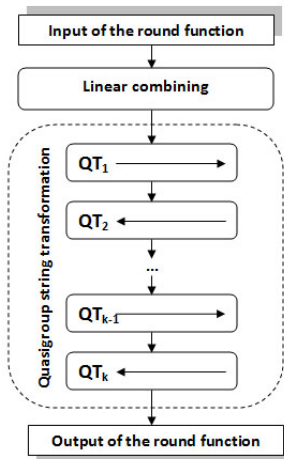 Input of the round function
Linear combining
Quasigroup string transformation
QT1
QT2
...
QTk-1
QTk
Output of the round function